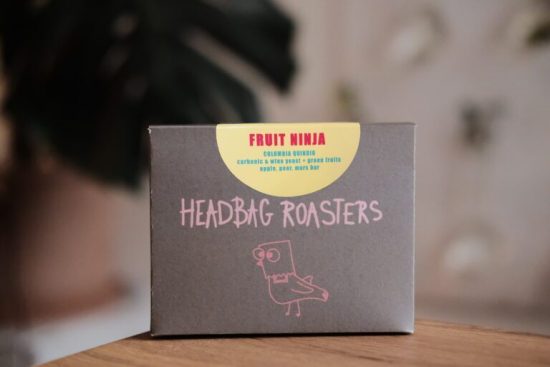 FRUIT NINJA
COLOMBIA QUINDIO
carbonic & wine yeast + green fruits
apple, pear, mars bar
HEADBAG ROASTERS